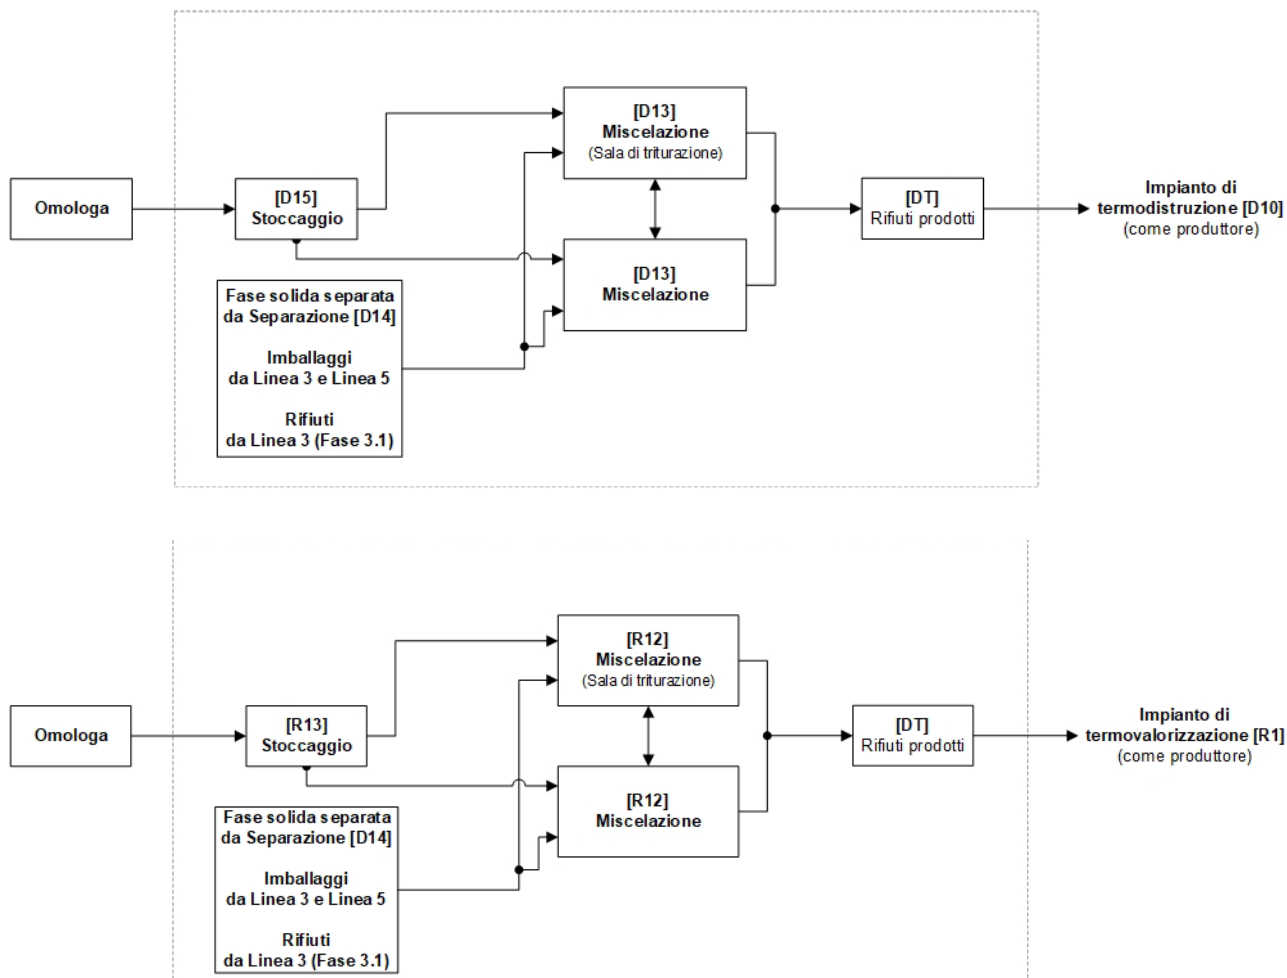 Omologa
[D15]
Stoccaggio
Fase solida separata
da Separazione [D14]
Imballaggi
da Linea 3 e Linea 5
Rifiuti
da Linea 3 (Fase 3.1)
[D13]
Miscelazione
(Sala di triturazione)
[D13]
Miscelazione
[DT]
Rifiuti prodotti
Impianto di
termodistruzione [D10]
(come produttore)
Omologa
[R13]
Stoccaggio
Fase solida separata
da Separazione [D14]
Imballaggi
da Linea 3 e Linea 5
Rifiuti
da Linea 3 (Fase 3.1)
[R12]
Miscelazione
(Sala di triturazione)
[R12]
Miscelazione
[DT]
Rifiuti prodotti
Impianto di
termovalorizzazione [R1]
(come produttore)